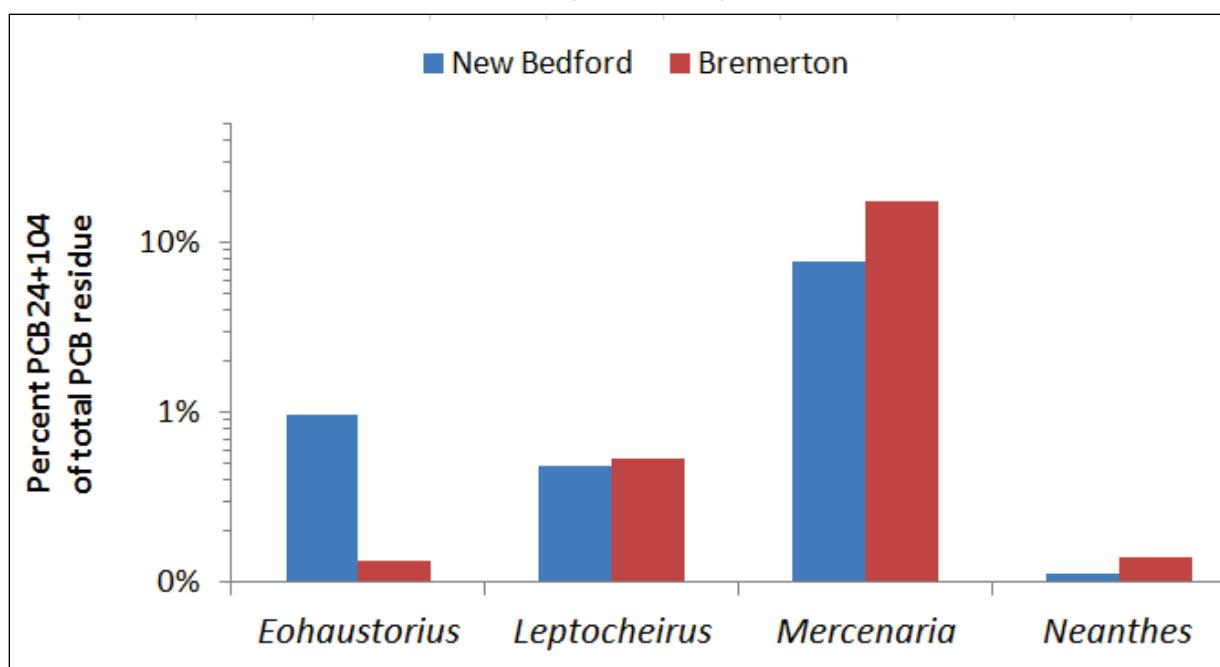 New Bedford Bremerton
Percent PCB24+104
of total PCB residue
10%
1%
0%
Eohaustorius Leptocheirus Mercenaria Neanthes